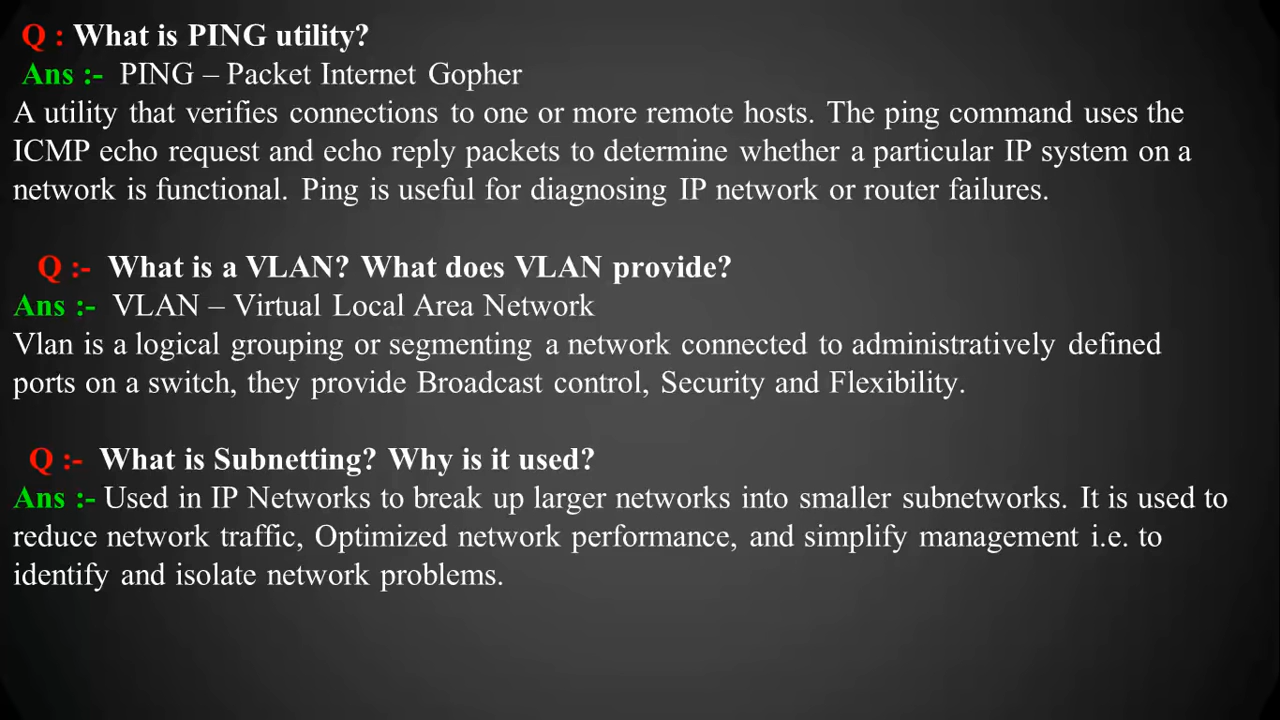 Q : What is PING utility?
Ans :- PING – Packet Internet Gopher
A utility that verifies connections to one or more remote hosts. The ping command uses the
ICMP echo request and echo reply packets to determine whether a particular IP system on a
network is functional. Ping is useful for diagnosing IP network or router failures.
Q :- What is a VLAN? What does VLAN provide?
Ans :- VLAN – Virtual Local Area Network
Vlan is a logical grouping or segmenting a network connected to administratively defined
ports on a switch, they provide Broadcast control, Security and Flexibility.
Q :- What is Subnetting? Why is it used?
Ans :- Used in IP Networks to break up larger networks into smaller subnetworks. It is used to
reduce network traffic, Optimized network performance, and simplify management i.e. to
identify and isolate network problems.